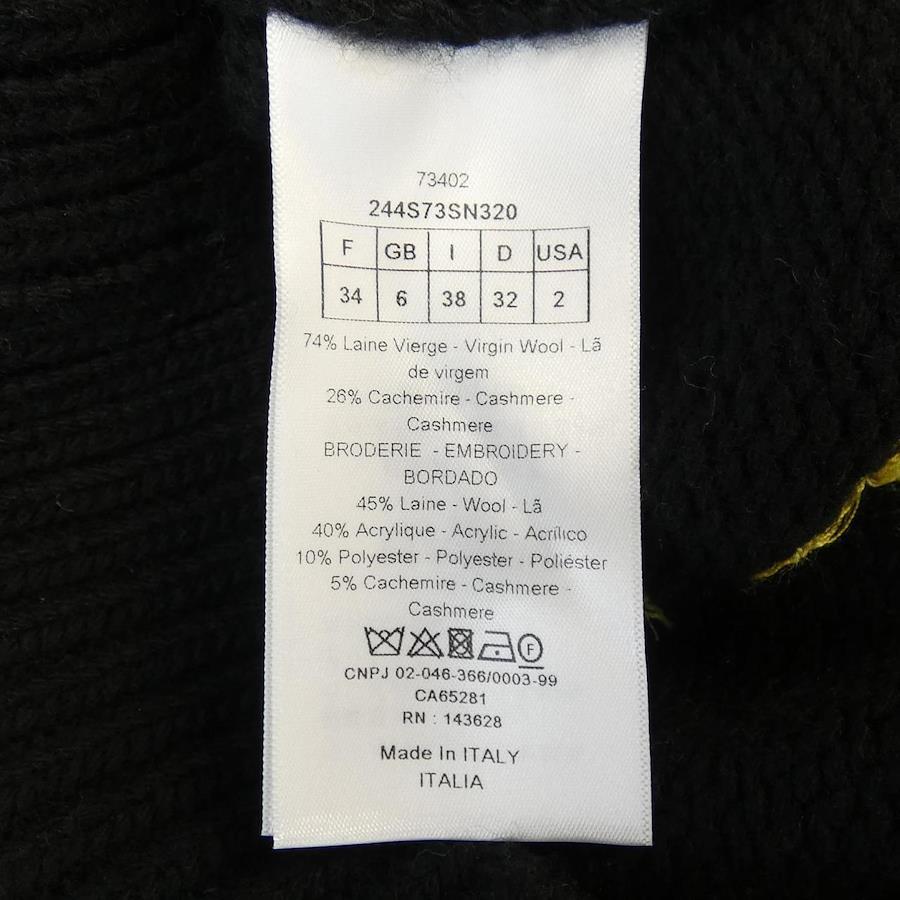 73402
244S73SN320
F GB I D USA
34 6 38 32 2
74% Laine Vierge - Virgin Wool - Lã
de virgem
26% Cachemire - Cashmere -
Cashmere
BRODERIE - EMBROIDERY -
BORDADO
45% Laine - Wool - Lã
40% Acrylique - Acrylic - Acrílico
10% Polyester - Polyester - Poliéster
5% Cachemire - Cashmere -
Cashmere
F
CNPJ 02-046-366/0003-99
CA65281
RN : 143628
Made In ITALY
ITALIA